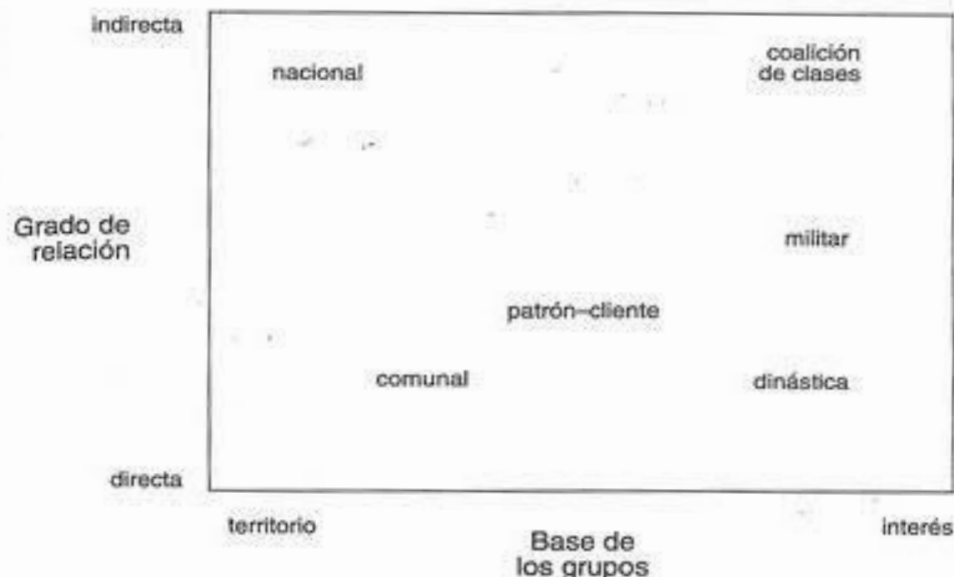 indirecta
nacional
coalición
de clases
Grado de
relación
militar
patrón–cliente
comunal
dinástica
directa
territorio
interés
Base de
los grupos